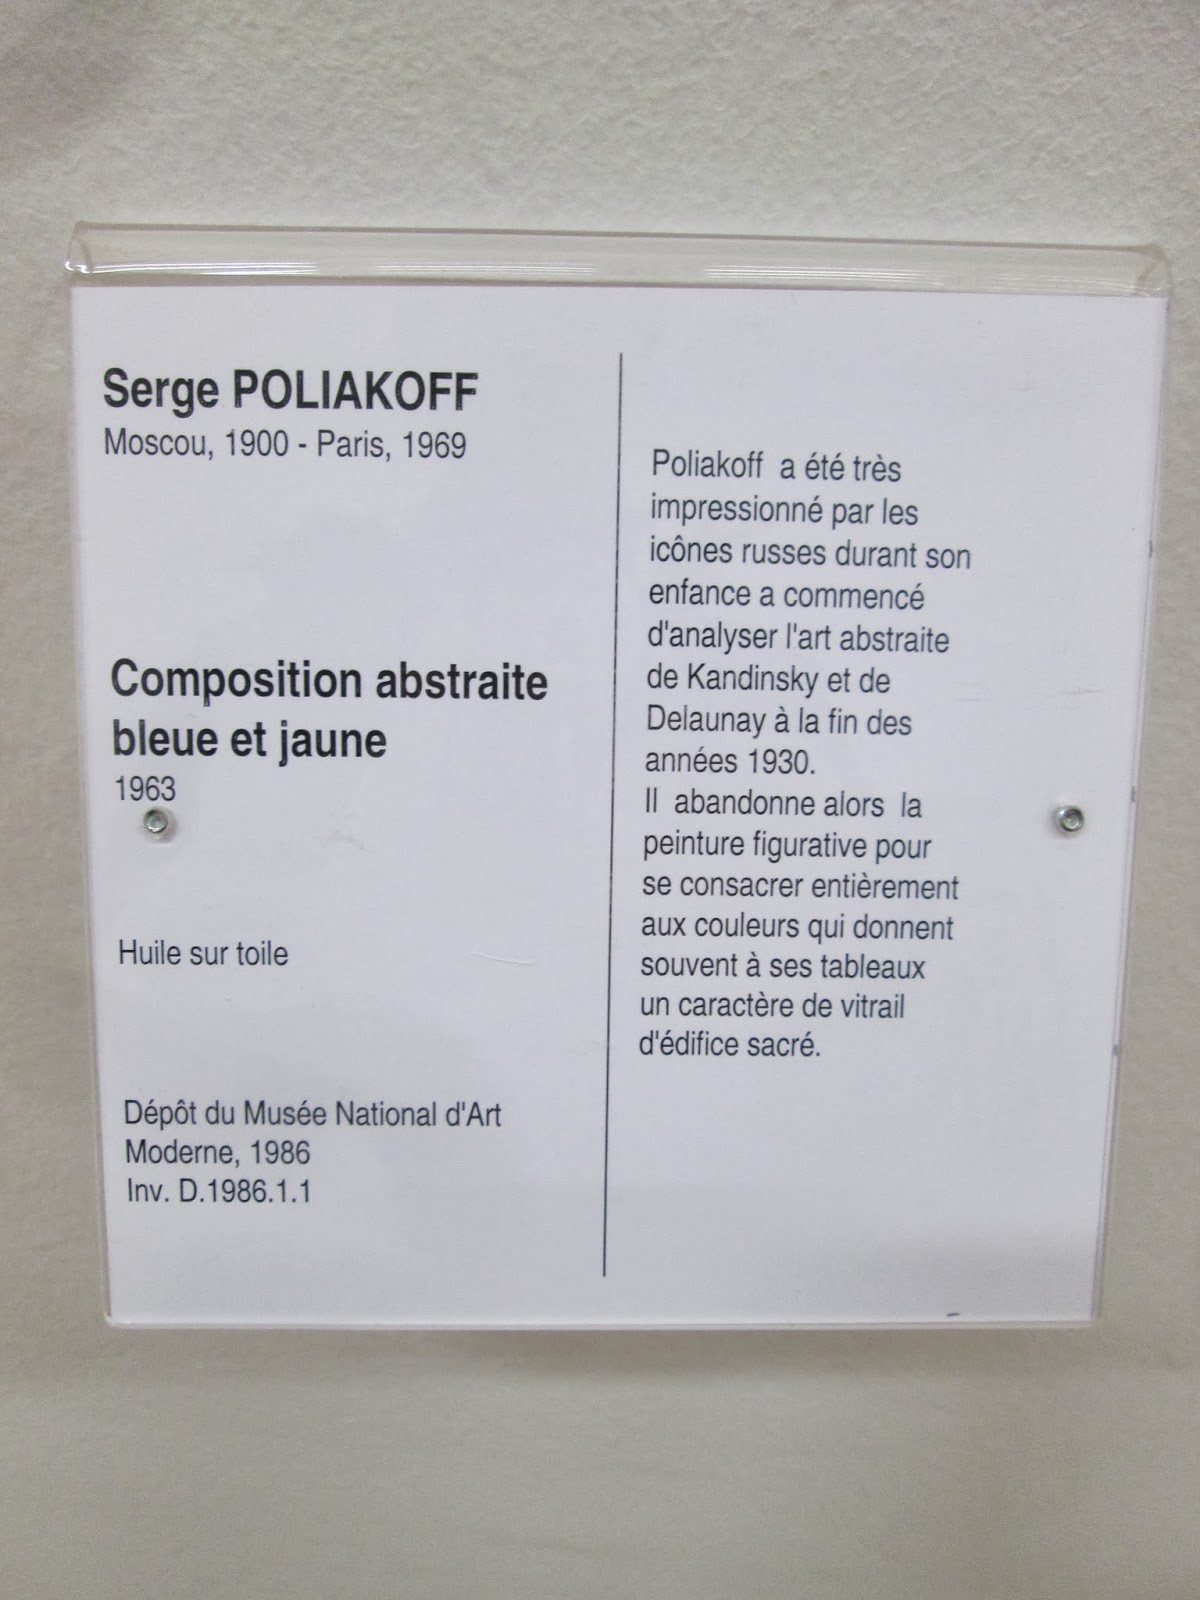 Serge POLIAKOFF
Moscou, 1900 - Paris, 1969
Composition abstraite
bleue et jaune
1963
Huile sur toile
Dépôt du Musée National d'Art
Moderne, 1986
Inv. D.1986.1.1
Poliakoff a été très
impressionné par les
icônes russes durant son
enfance a commencé
d'analyser l'art abstraite
de Kandinsky et de
Delaunay à la fin des
années 1930.
Il abandonne alors la
peinture figurative pour
se consacrer entièrement
aux couleurs qui donnent
souvent à ses tableaux
un caractère de vitrail
d'édifice sacré.